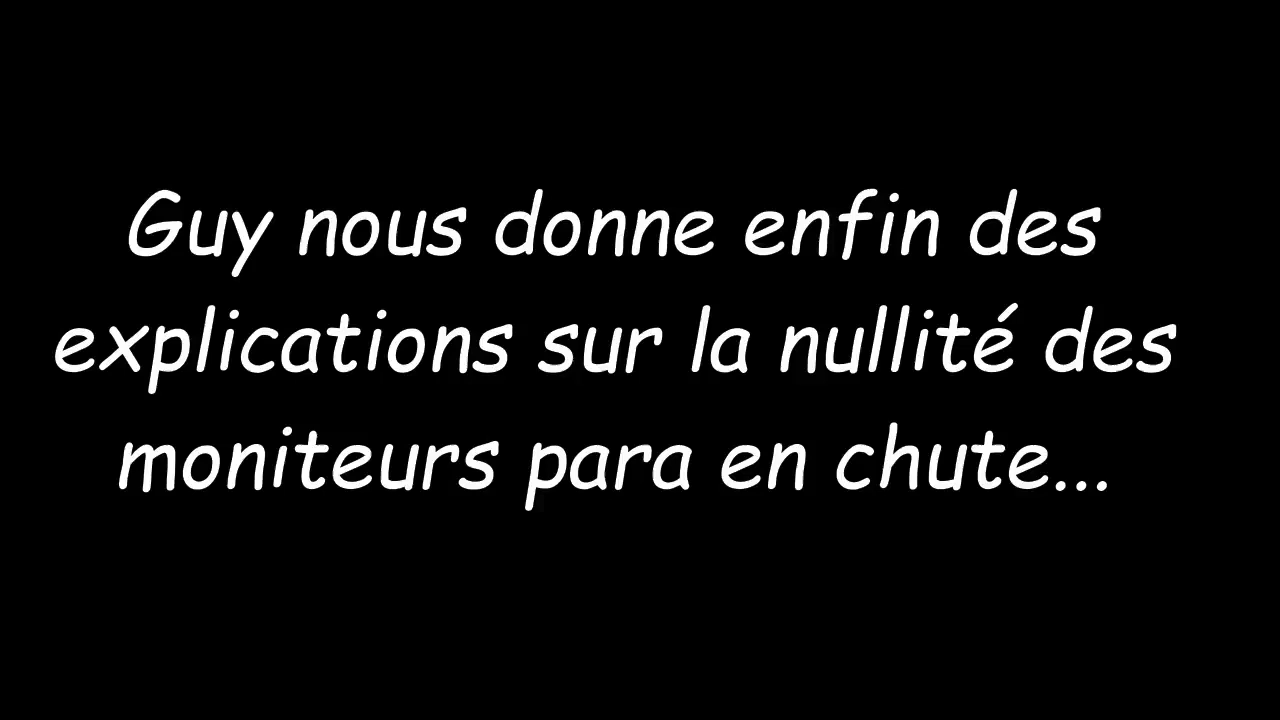 Guy nous donne enfin des
explications sur la nullité des
moniteurs para en chute...